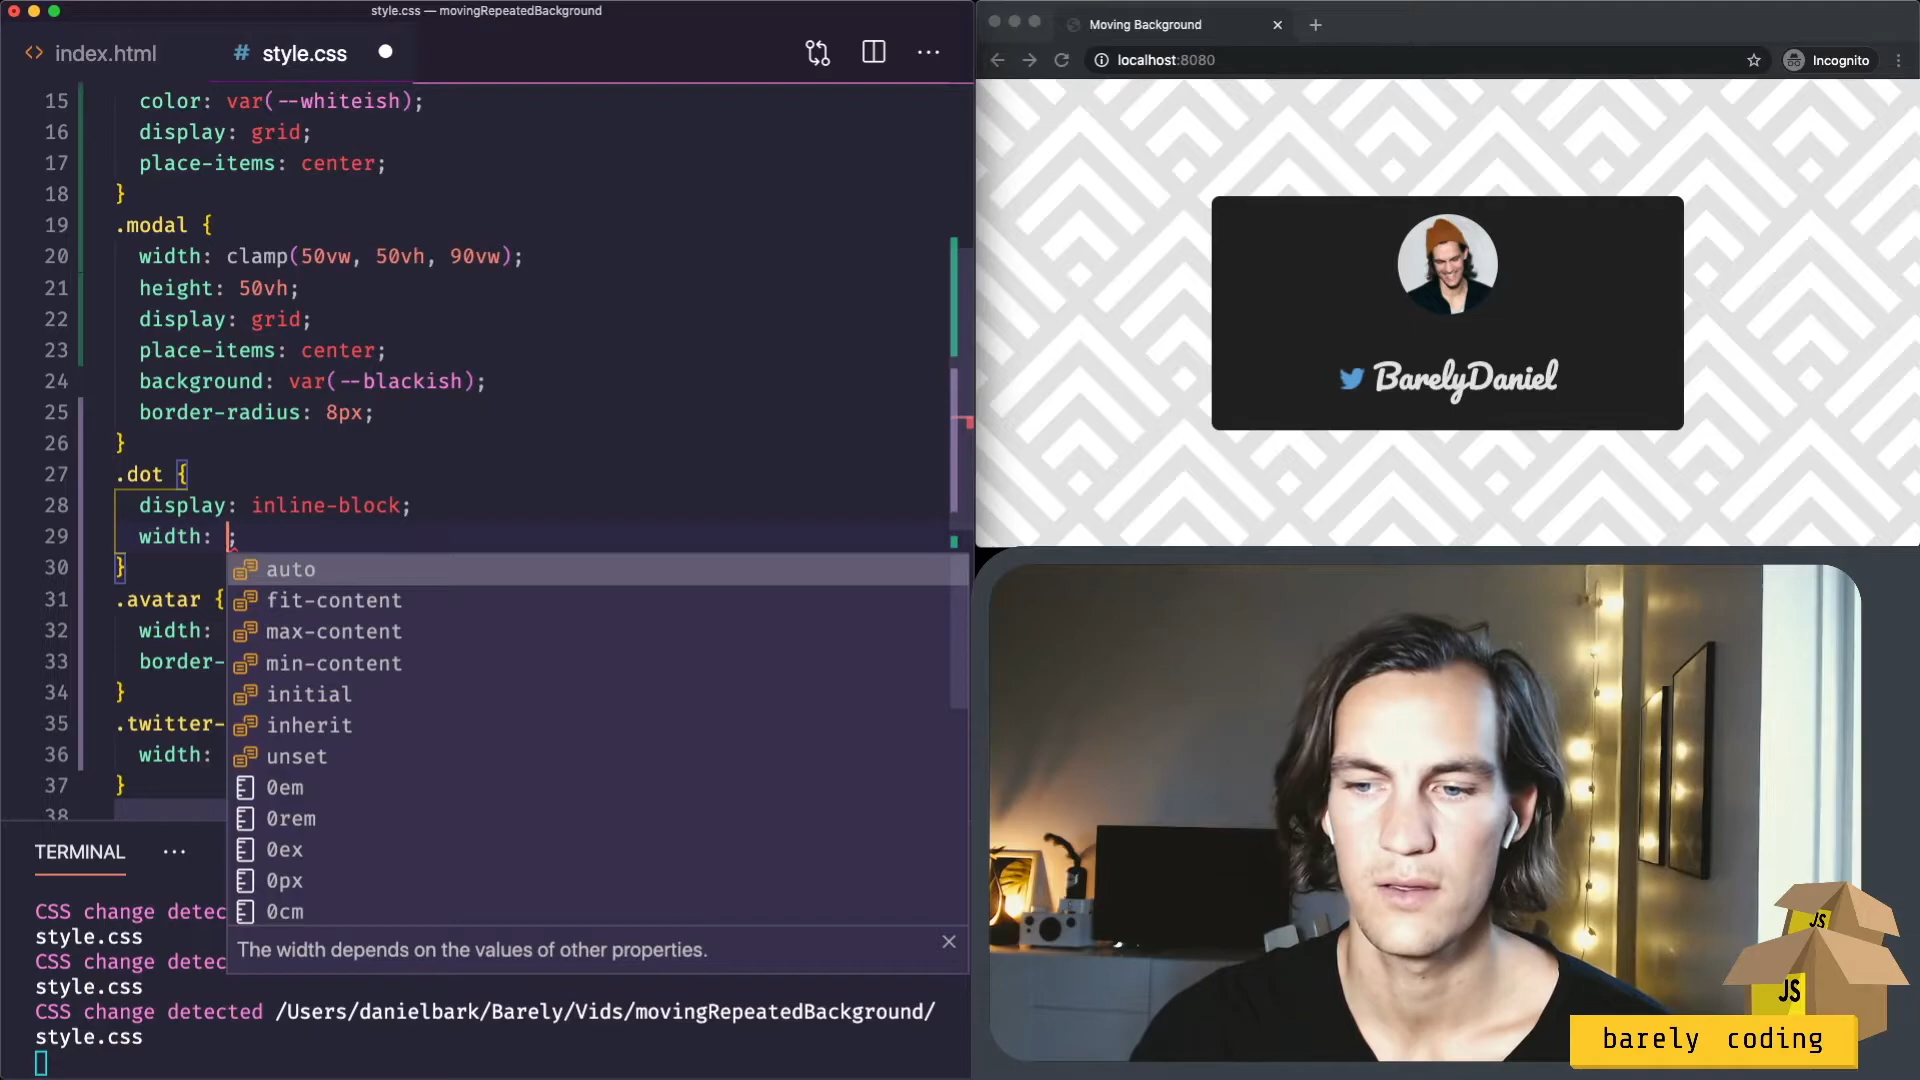 style.css — movingRepeatedBackground
index.html
# style.css
15 color: var(--whiteish);
16 display: grid;
17 place-items: center;
18 }
19 .modal {
20 width: clamp(50vw, 50vh, 90vw);
21 height: 50vh;
22 display: grid;
23 place-items: center;
24 background: var(--blackish);
25 border-radius: 8px;
26 }
27 .dot {
28 display: inline-block;
29 width: ;
30 }
31 .avatar {
32 width:
33 border-
34 }
35 .twitter-
36 width:
37 }
38
auto
fit-content
max-content
min-content
initial
inherit
unset
0em
0rem
0ex
0px
0cm
The width depends on the values of other properties.
TERMINAL
CSS change detec
style.css
CSS change detec
style.css
CSS change detected /Users/danielbark/Barely/Vids/movingRepeatedBackground/
style.css
Moving Background
localhost:8080
Incognito
BarelyDaniel
JS
JS
barely coding